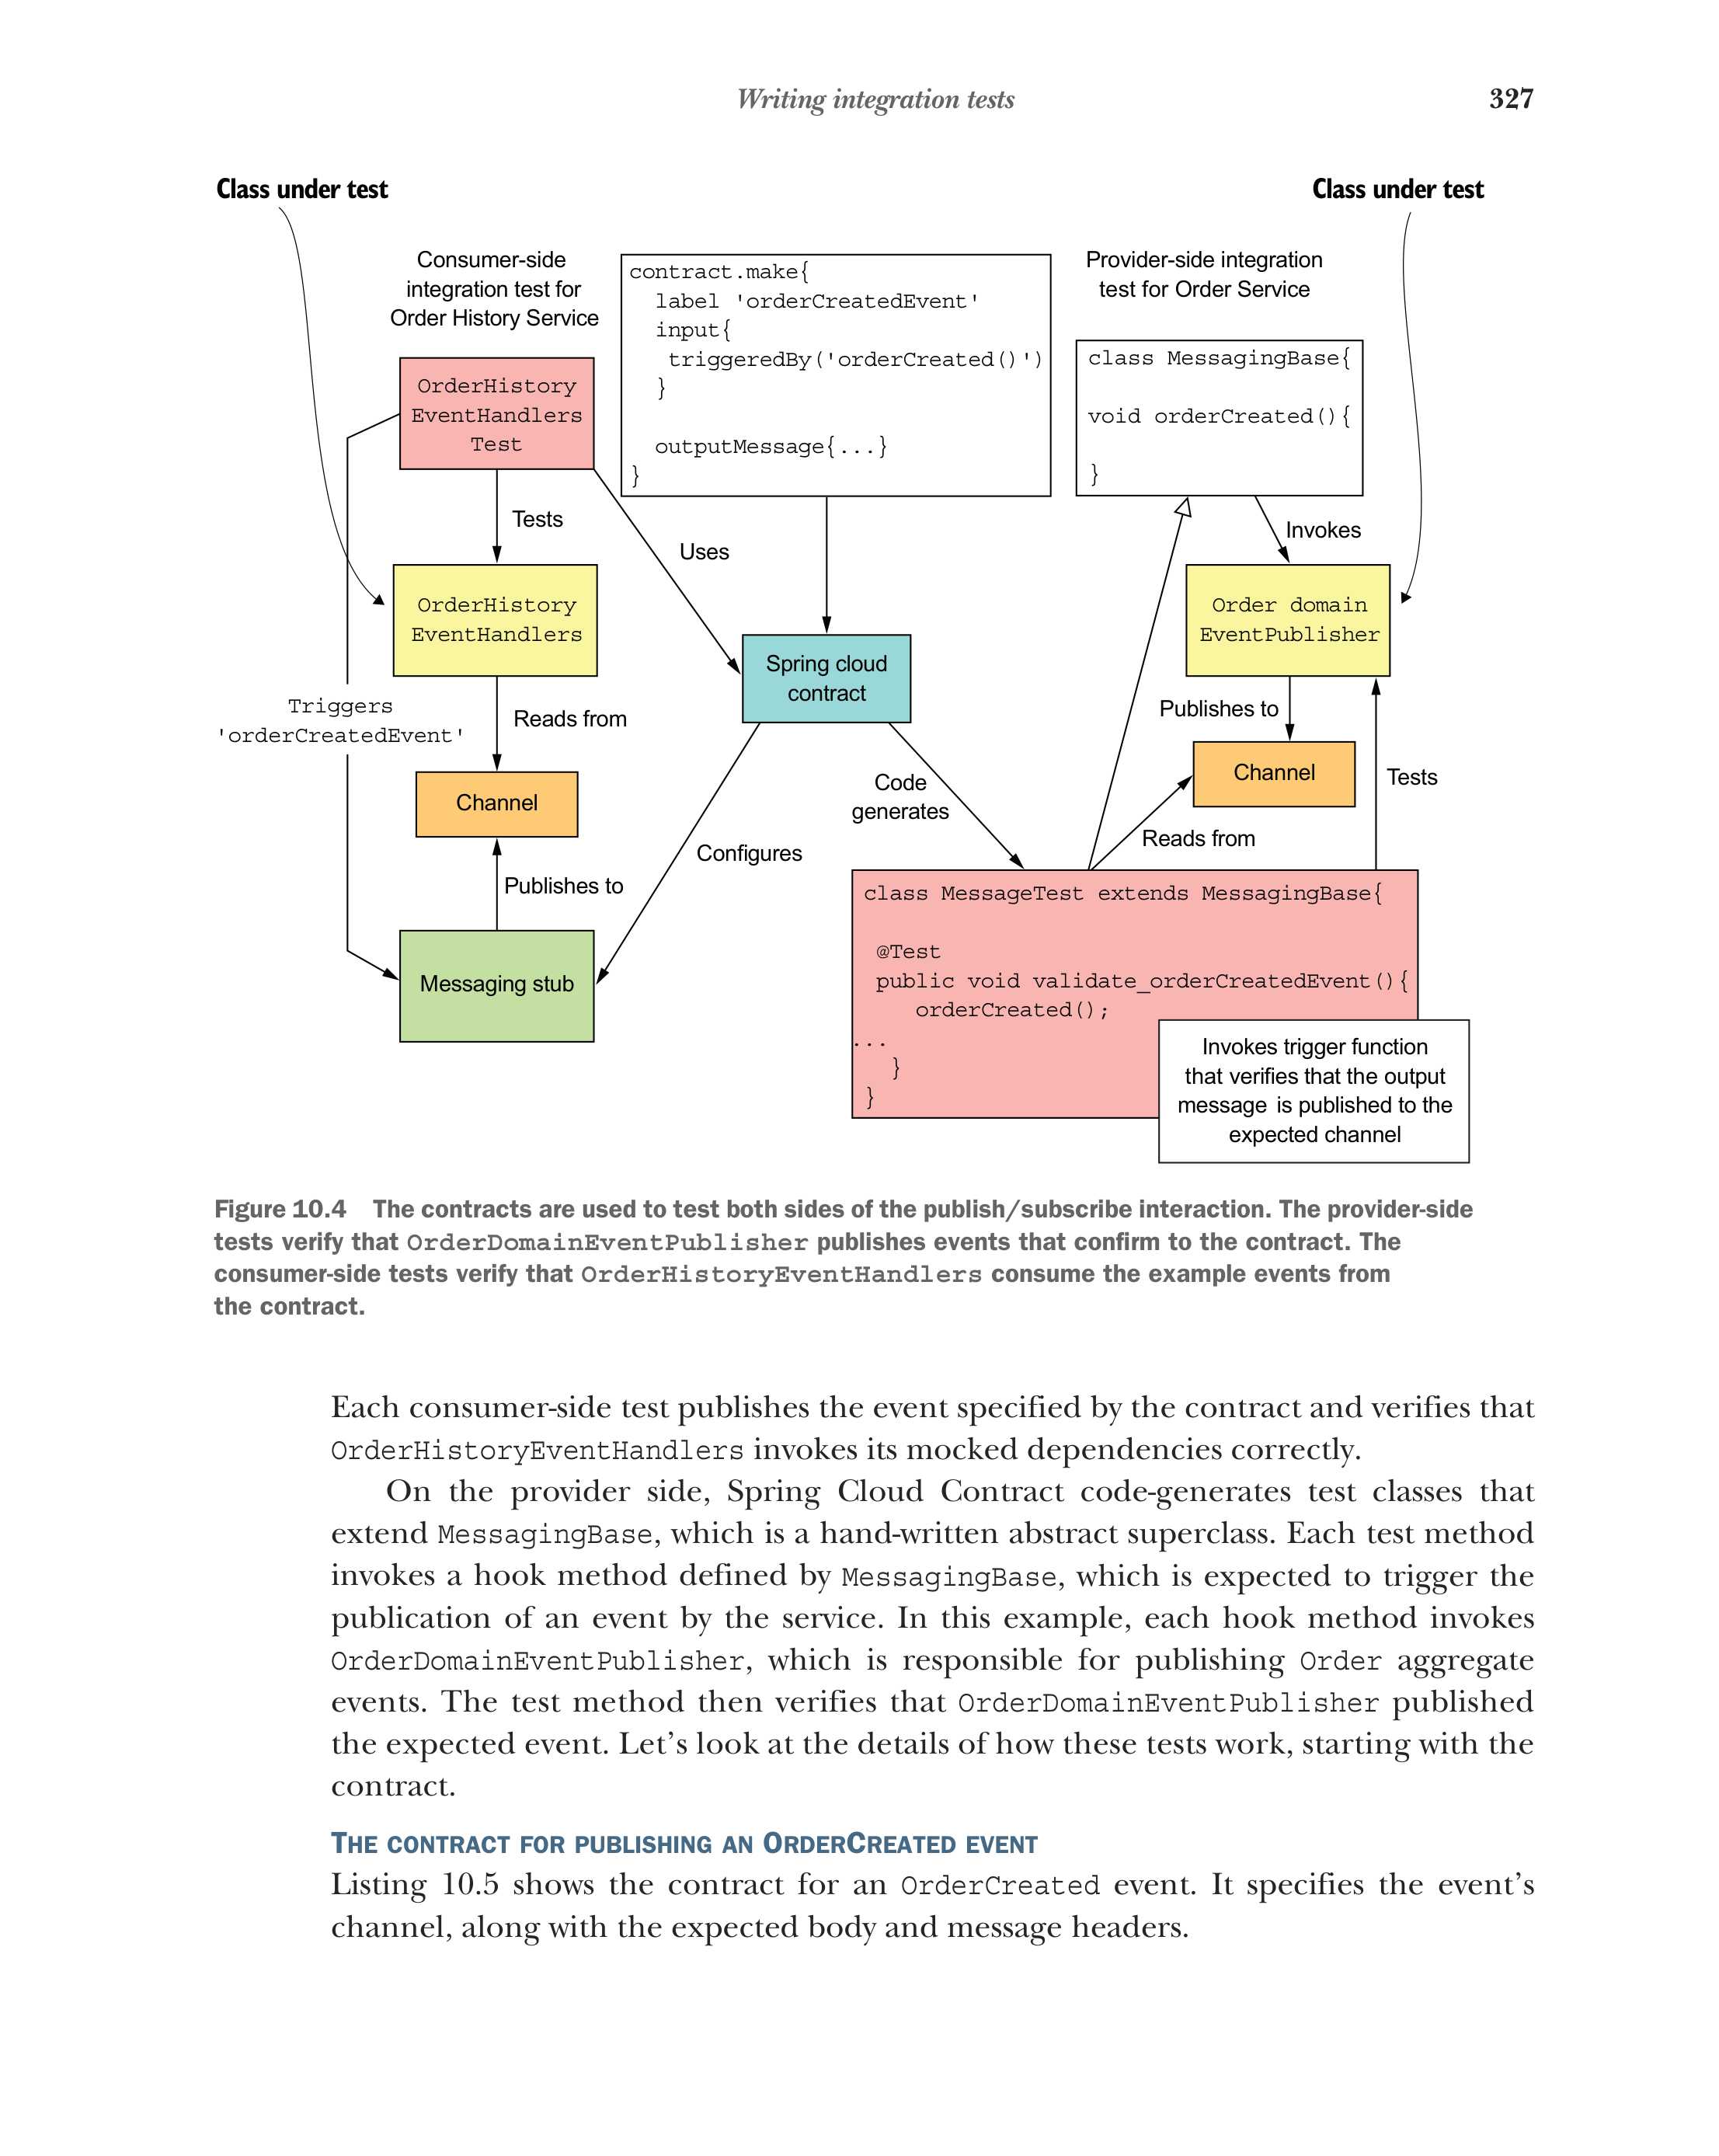 Writing integration tests
327
Class under test
Class under test
Consumer-side
integration test for
Order History Service
contract.make{
label 'orderCreatedEvent'
input{
triggeredBy('orderCreated()')
}
outputMessage{...}
}
Provider-side integration
test for Order Service
class MessagingBase{
void orderCreated(){
}
OrderHistory
EventHandlers
Test
Tests
Uses
Invokes
OrderHistory
EventHandlers
Order domain
EventPublisher
Spring cloud
contract
Triggers
'orderCreatedEvent'
Reads from
Publishes to
Channel
Channel
Tests
Code
generates
Reads from
Configures
Publishes to
Messaging stub
class MessageTest extends MessagingBase{
@Test
public void validate_orderCreatedEvent(){
orderCreated();
...
}
}
Invokes trigger function
that verifies that the output
message is published to the
expected channel
Figure 10.4 The contracts are used to test both sides of the publish/subscribe interaction. The provider-side
tests verify that OrderDomainEventPublisher publishes events that confirm to the contract. The
consumer-side tests verify that OrderHistoryEventHandlers consume the example events from
the contract.
Each consumer-side test publishes the event specified by the contract and verifies that
OrderHistoryEventHandlers invokes its mocked dependencies correctly.
On the provider side, Spring Cloud Contract code-generates test classes that
extend MessagingBase, which is a hand-written abstract superclass. Each test method
invokes a hook method defined by MessagingBase, which is expected to trigger the
publication of an event by the service. In this example, each hook method invokes
OrderDomainEventPublisher, which is responsible for publishing Order aggregate
events. The test method then verifies that OrderDomainEventPublisher published
the expected event. Let's look at the details of how these tests work, starting with the
contract.
THE CONTRACT FOR PUBLISHING AN ORDERCREATED EVENT
Listing 10.5 shows the contract for an OrderCreated event. It specifies the event's
channel, along with the expected body and message headers.